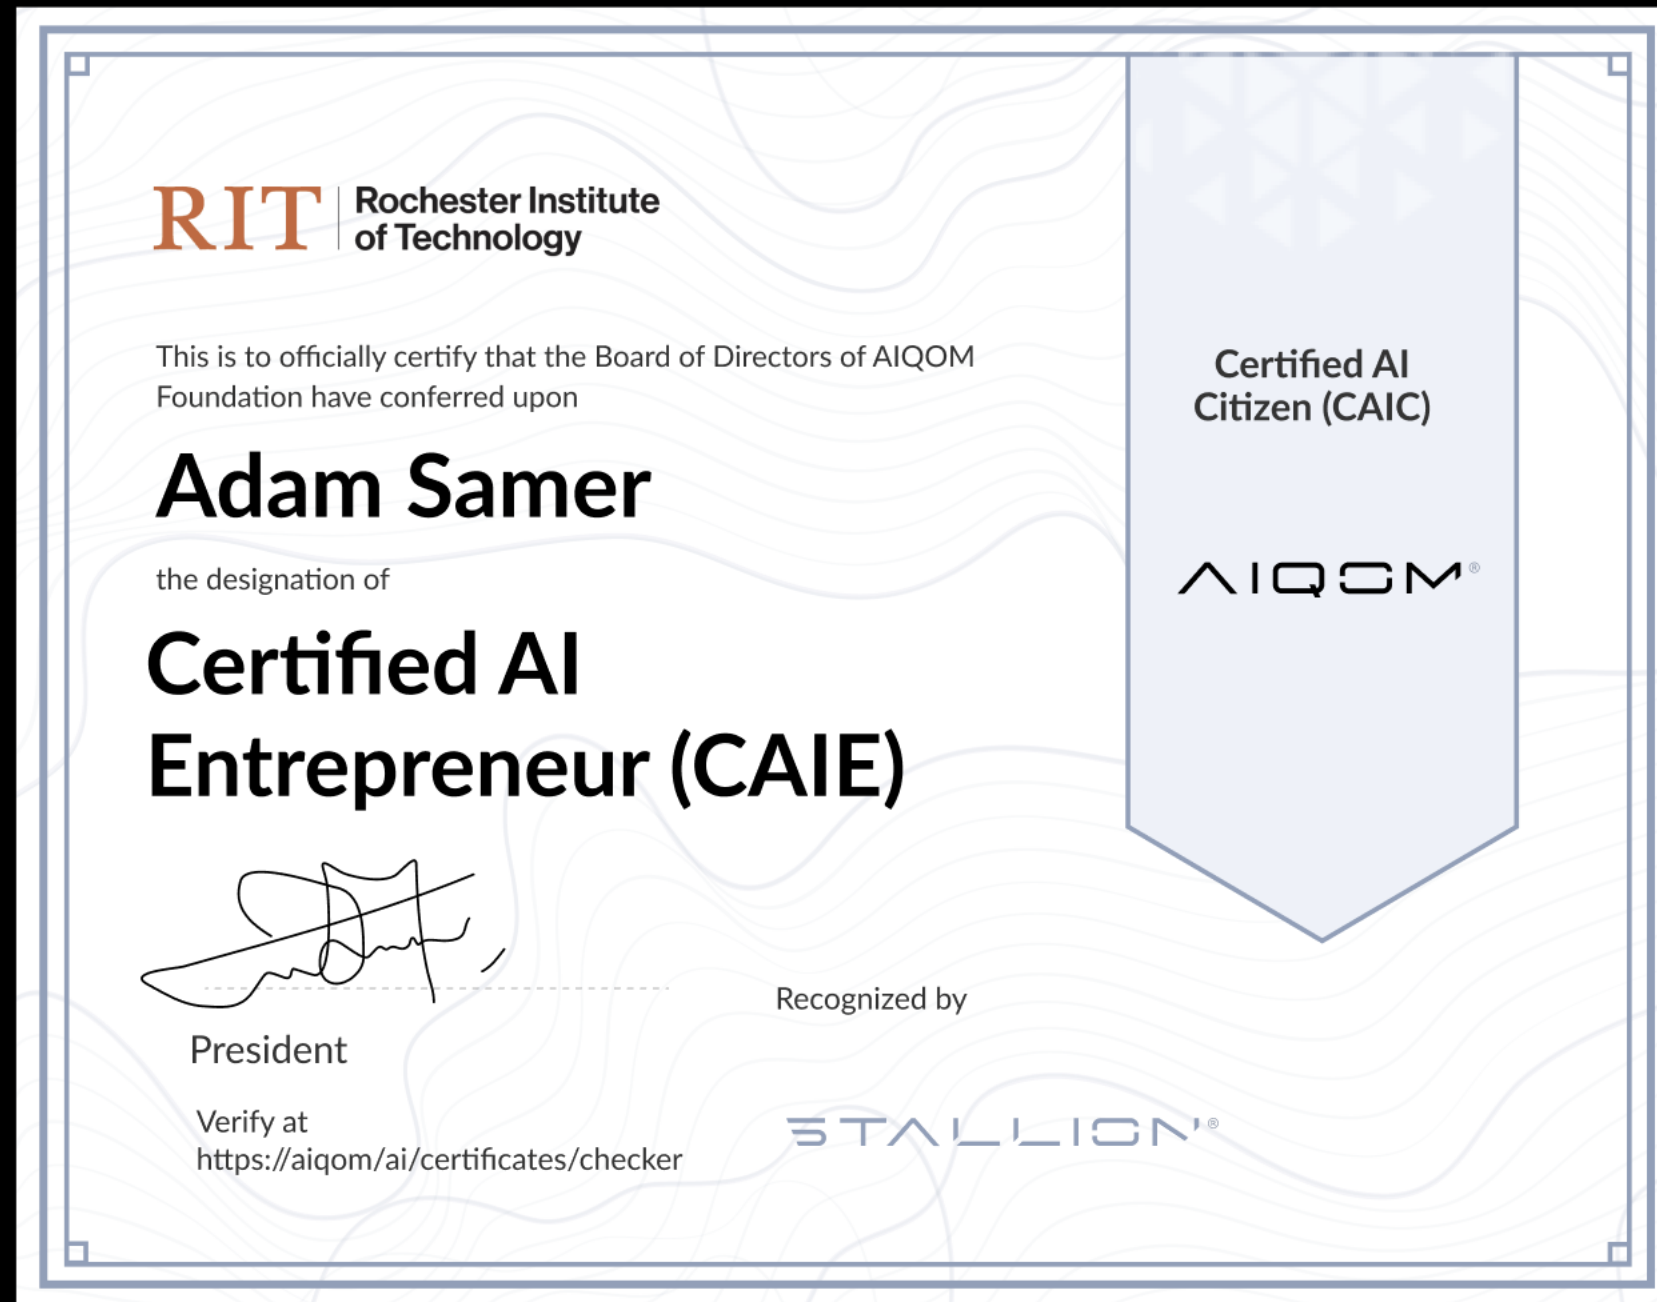 RIT
Rochester Institute
of Technology
This is to officially certify that the Board of Directors of AIQOM
Foundation have conferred upon
Adam Samer
the designation of
Certified AI
Entrepreneur (CAIE)
President
Verify at
https://aiqom/ai/certificates/checker
Recognized by
STALLION®
Certified AI
Citizen (CAIC)
AIQOM®